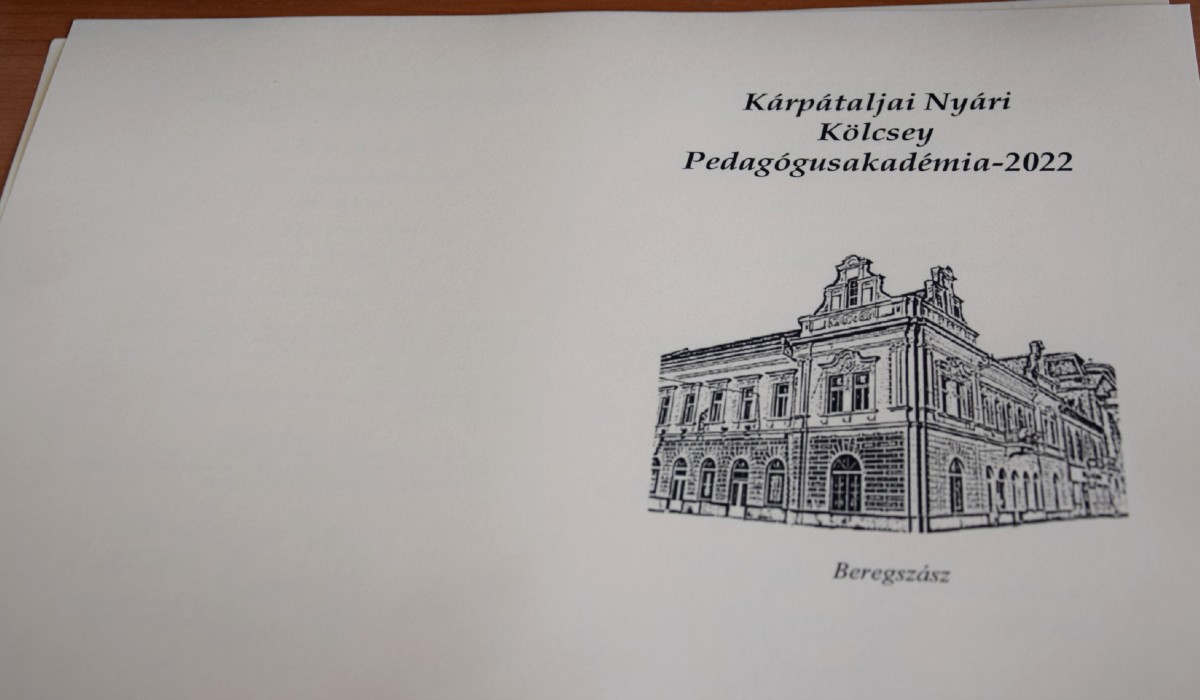 Kárpátaljai Nyári
Kölcsey
Pedagógusakadémia-2022
Beregszász